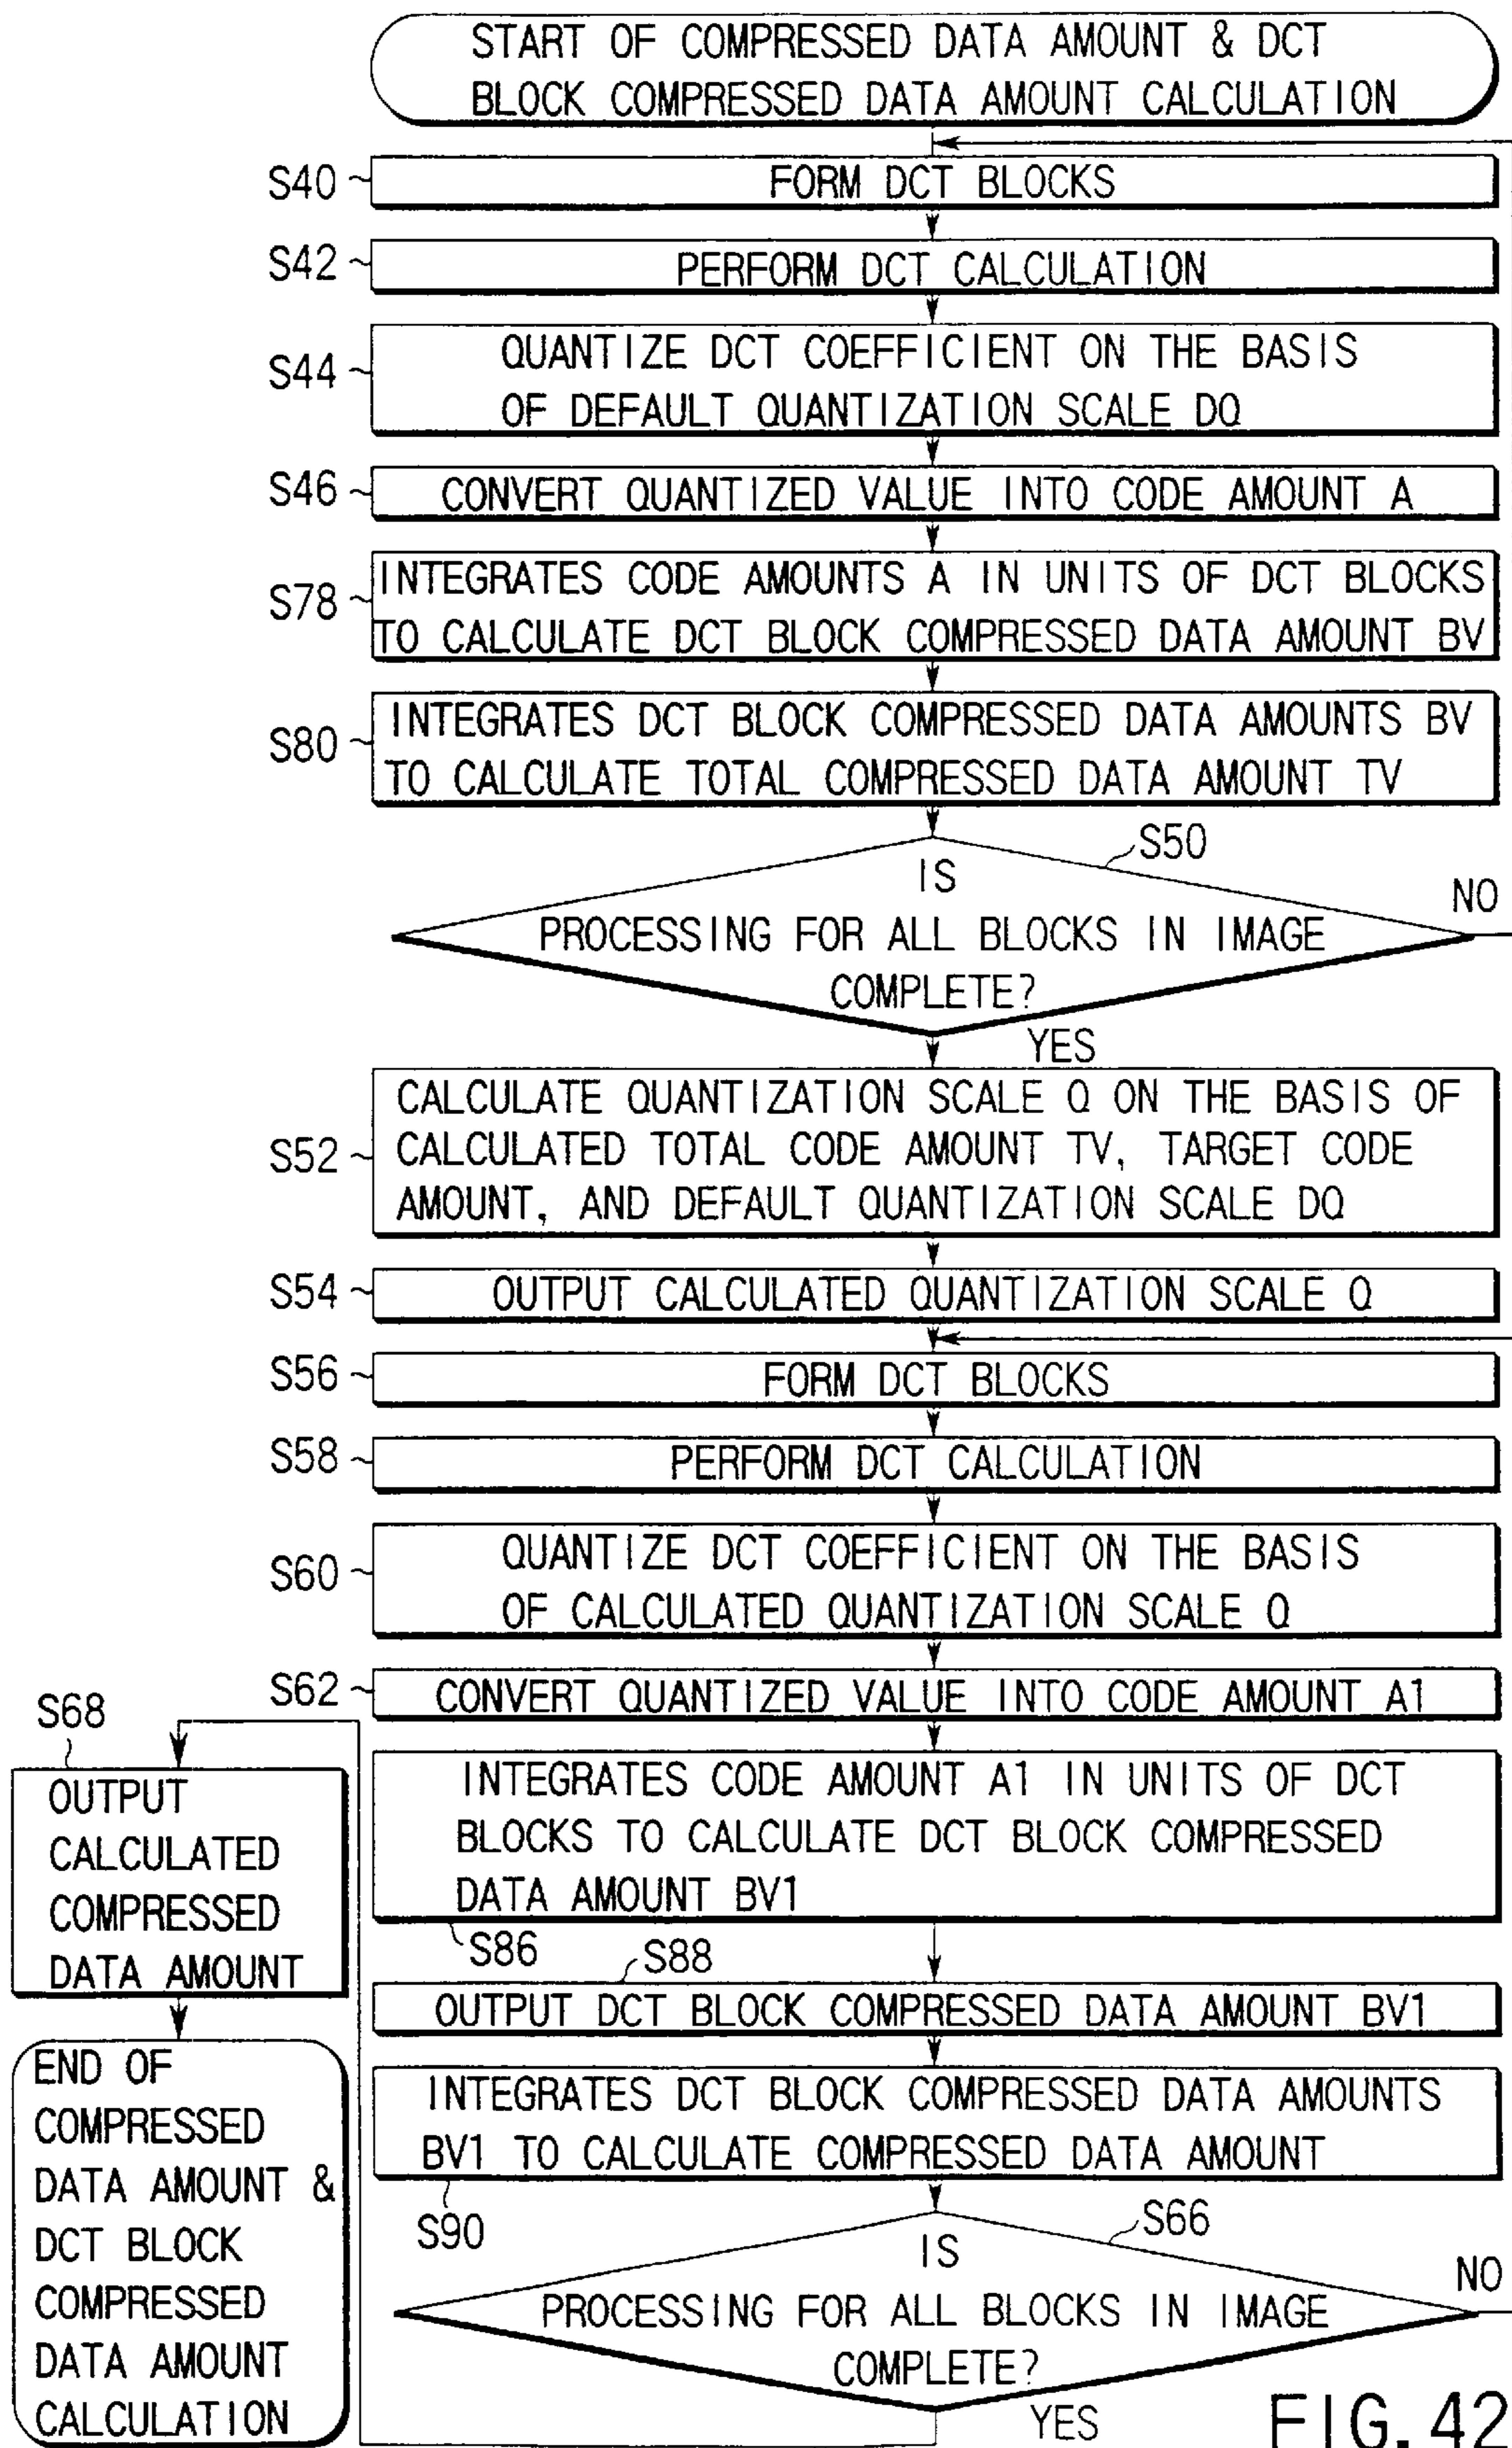 START OF COMPRESSED DATA AMOUNT & DCT
BLOCK COMPRESSED DATA AMOUNT CALCULATION
S40
FORM DCT BLOCKS
S42
PERFORM DCT CALCULATION
S44
QUANTIZE DCT COEFFICIENT ON THE BASIS
OF DEFAULT QUANTIZATION SCALE DQ
S46
CONVERT QUANTIZED VALUE INTO CODE AMOUNT A
S78
INTEGRATES CODE AMOUNTS A IN UNITS OF DCT BLOCKS
TO CALCULATE DCT BLOCK COMPRESSED DATA AMOUNT BV
S80
INTEGRATES DCT BLOCK COMPRESSED DATA AMOUNTS BV
TO CALCULATE TOTAL COMPRESSED DATA AMOUNT TV
S50
IS
PROCESSING FOR ALL BLOCKS IN IMAGE
COMPLETE?
NO
YES
S52
CALCULATE QUANTIZATION SCALE Q ON THE BASIS OF
CALCULATED TOTAL CODE AMOUNT TV, TARGET CODE
AMOUNT, AND DEFAULT QUANTIZATION SCALE DQ
S54
OUTPUT CALCULATED QUANTIZATION SCALE Q
S56
FORM DCT BLOCKS
S58
PERFORM DCT CALCULATION
S60
QUANTIZE DCT COEFFICIENT ON THE BASIS
OF CALCULATED QUANTIZATION SCALE Q
S62
CONVERT QUANTIZED VALUE INTO CODE AMOUNT A1
INTEGRATES CODE AMOUNT A1 IN UNITS OF DCT
BLOCKS TO CALCULATE DCT BLOCK COMPRESSED
DATA AMOUNT BV1
S86
S88
OUTPUT DCT BLOCK COMPRESSED DATA AMOUNT BV1
INTEGRATES DCT BLOCK COMPRESSED DATA AMOUNTS
BV1 TO CALCULATE COMPRESSED DATA AMOUNT
S90
S66
IS
PROCESSING FOR ALL BLOCKS IN IMAGE
COMPLETE?
NO
YES
S68
OUTPUT
CALCULATED
COMPRESSED
DATA AMOUNT
END OF
COMPRESSED
DATA AMOUNT &
DCT BLOCK
COMPRESSED
DATA AMOUNT
CALCULATION
FIG. 42